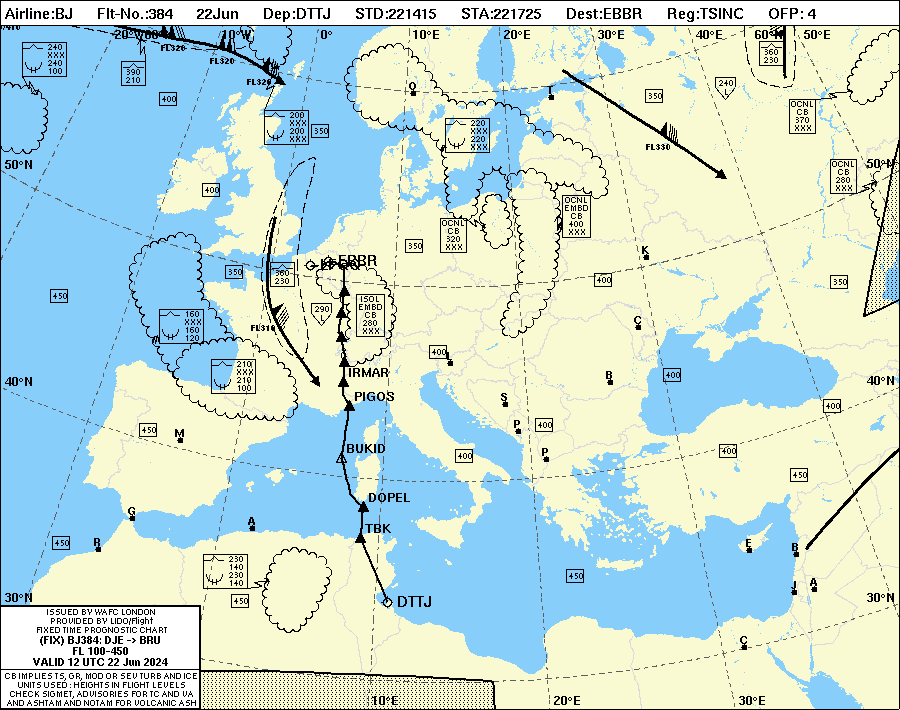 Airline:BJ Flt-No.:384 22Jun Dep:DTTJ STD:221415 STA:221725 Dest:EBBR Reg:TSINC OFP: 4
20°W
10°W
0°
10°E
20°E
30°E
40°E
50°E
60°N
FL320
FL320
FL320
240
XXX
240
100
390
210
400
200
XXX
200
XXX
350
220
XXX
220
XXX
350
240
L
360
230
OCNL
CB
370
XXX
FL330
50°N
50°N
OCNL
CB
280
XXX
400
O
T
OCNL
CB
320
XXX
OCNL
EMBD
CB
400
XXX
350
K
400
350
EBBR
350
360
230
450
290
L
ISOL
EMBD
CB
280
XXX
FL310
160
XXX
160
120
C
400
L
IRMAR
210
XXX
210
100
B
400
40°N
40°N
PIGOS
S
400
P
400
450
M
BUKID
400
P
400
450
DOPEL
G
A
TBK
450
R
E
B
230
140
230
140
450
450
J
A
DTTJ
30°N
30°N
C
ISSUED BY WAFC LONDON
PROVIDED BY LIDO/Flight
FIXED TIME PROGNOSTIC CHART
(FIX) BJ384: DJE -> BRU
FL 100-450
VALID 12 UTC 22 Jun 2024
CB IMPLIES TS, GR, MOD OR SEV TURB AND ICE
UNITS USED : HEIGHTS IN FLIGHT LEVELS
CHECK SIGMET, ADVISORIES FOR TC AND VA
AND ASHTAM AND NOTAM FOR VOLCANIC ASH
10°E
20°E
30°E